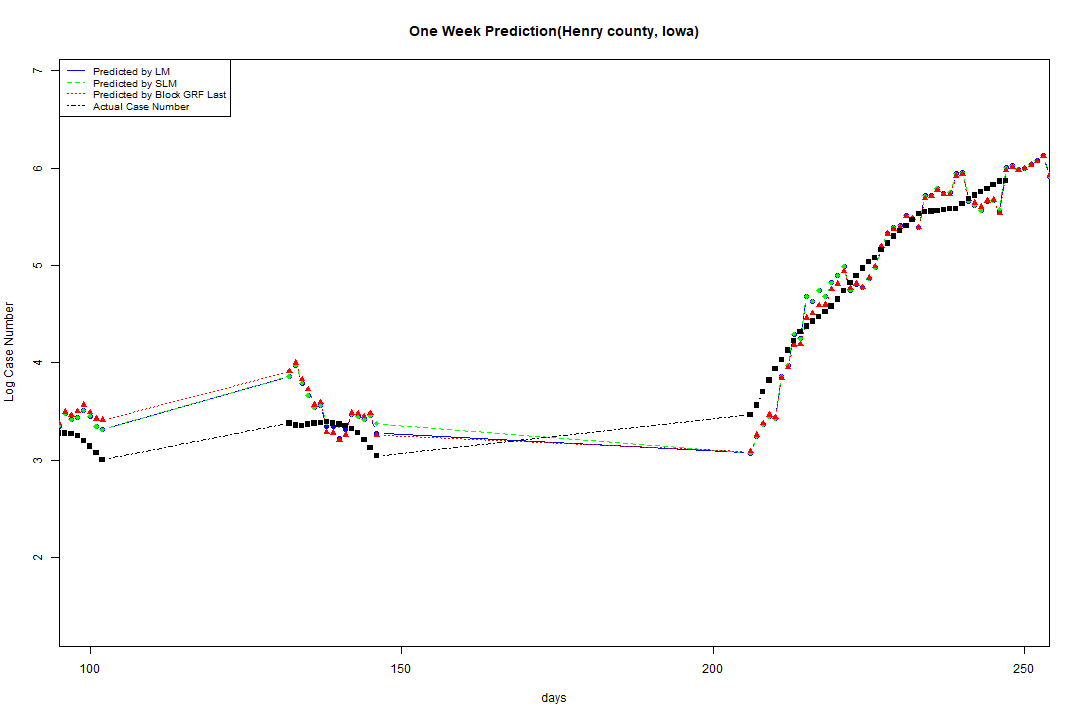 One Week Prediction(Henry county, Iowa)
Predicted by LM
Predicted by SLM
Predicted by Block GRF Last
Actual Case Number
7
6
5
4
3
2
Log Case Number
100 150 200 250
days